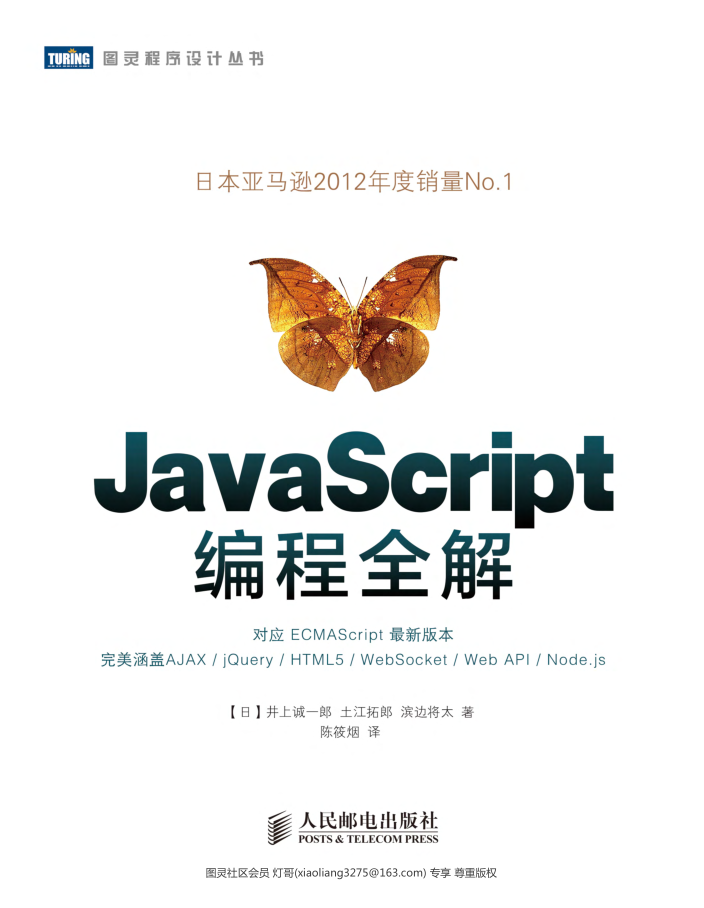 TURING 图灵程序设计丛书
日本亚马逊2012年度销量No.1
JavaScript
编程全解
对应 ECMAScript 最新版本
完美涵盖AJAX / jQuery / HTML5 / WebSocket / Web API / Node.js
【日】井上诚一郎 土江拓郎 滨边将太 著
陈筱烟 译
人民邮电出版社
POSTS & TELECOM PRESS
图灵社区会员 灯哥(xiaoliang3275@163.com) 专享 尊重版权